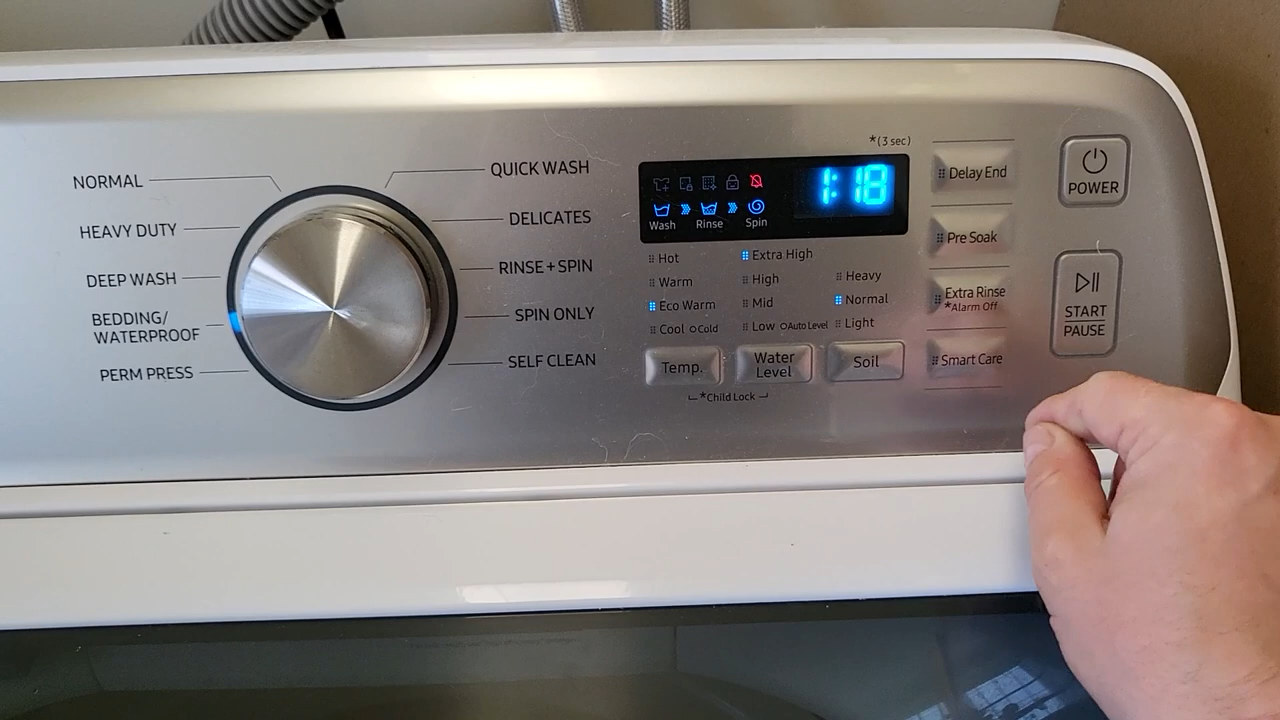 NORMAL
HEAVY DUTY
DEEP WASH
BEDDING/
WATERPROOF
PERM PRESS
QUICK WASH
DELICATES
RINSE+SPIN
SPIN ONLY
SELF CLEAN
*(3 sec)
1:18
Wash Rinse Spin
Hot
Warm
Eco Warm
Cool Cold
Extra High
High
Mid
Low Auto Level
Heavy
Normal
Light
Temp.
Water
Level
Soil
*Child Lock
Delay End
Pre Soak
Extra Rinse
*Alarm Off
Smart Care
POWER
START
PAUSE